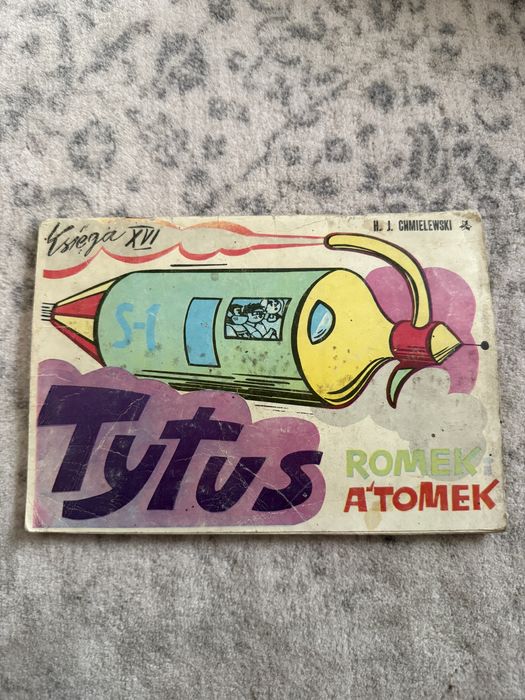 Księga XVI
H. J. CHMIELEWSKI
S-1
Tytus
ROMEK i
A'TOMEK